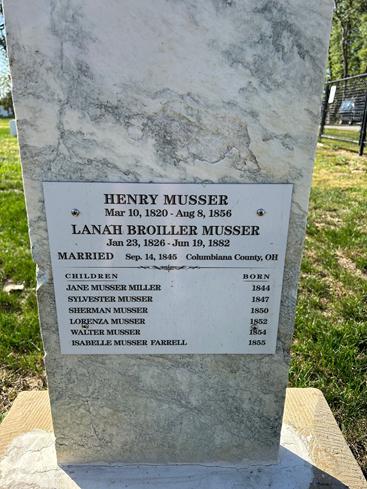 HENRY MUSSER
Mar 10, 1820 - Aug 8, 1856
LANAH BROILLER MUSSER
Jan 23, 1826 - Jun 19, 1882
MARRIED Sep. 14, 1845 Columbiana County, OH
CHILDREN BORN
JANE MUSSER MILLER 1844
SYLVESTER MUSSER 1847
SHERMAN MUSSER 1850
LORENZA MUSSER 1852
WALTER MUSSER 1854
ISABELLE MUSSER FARRELL 1855